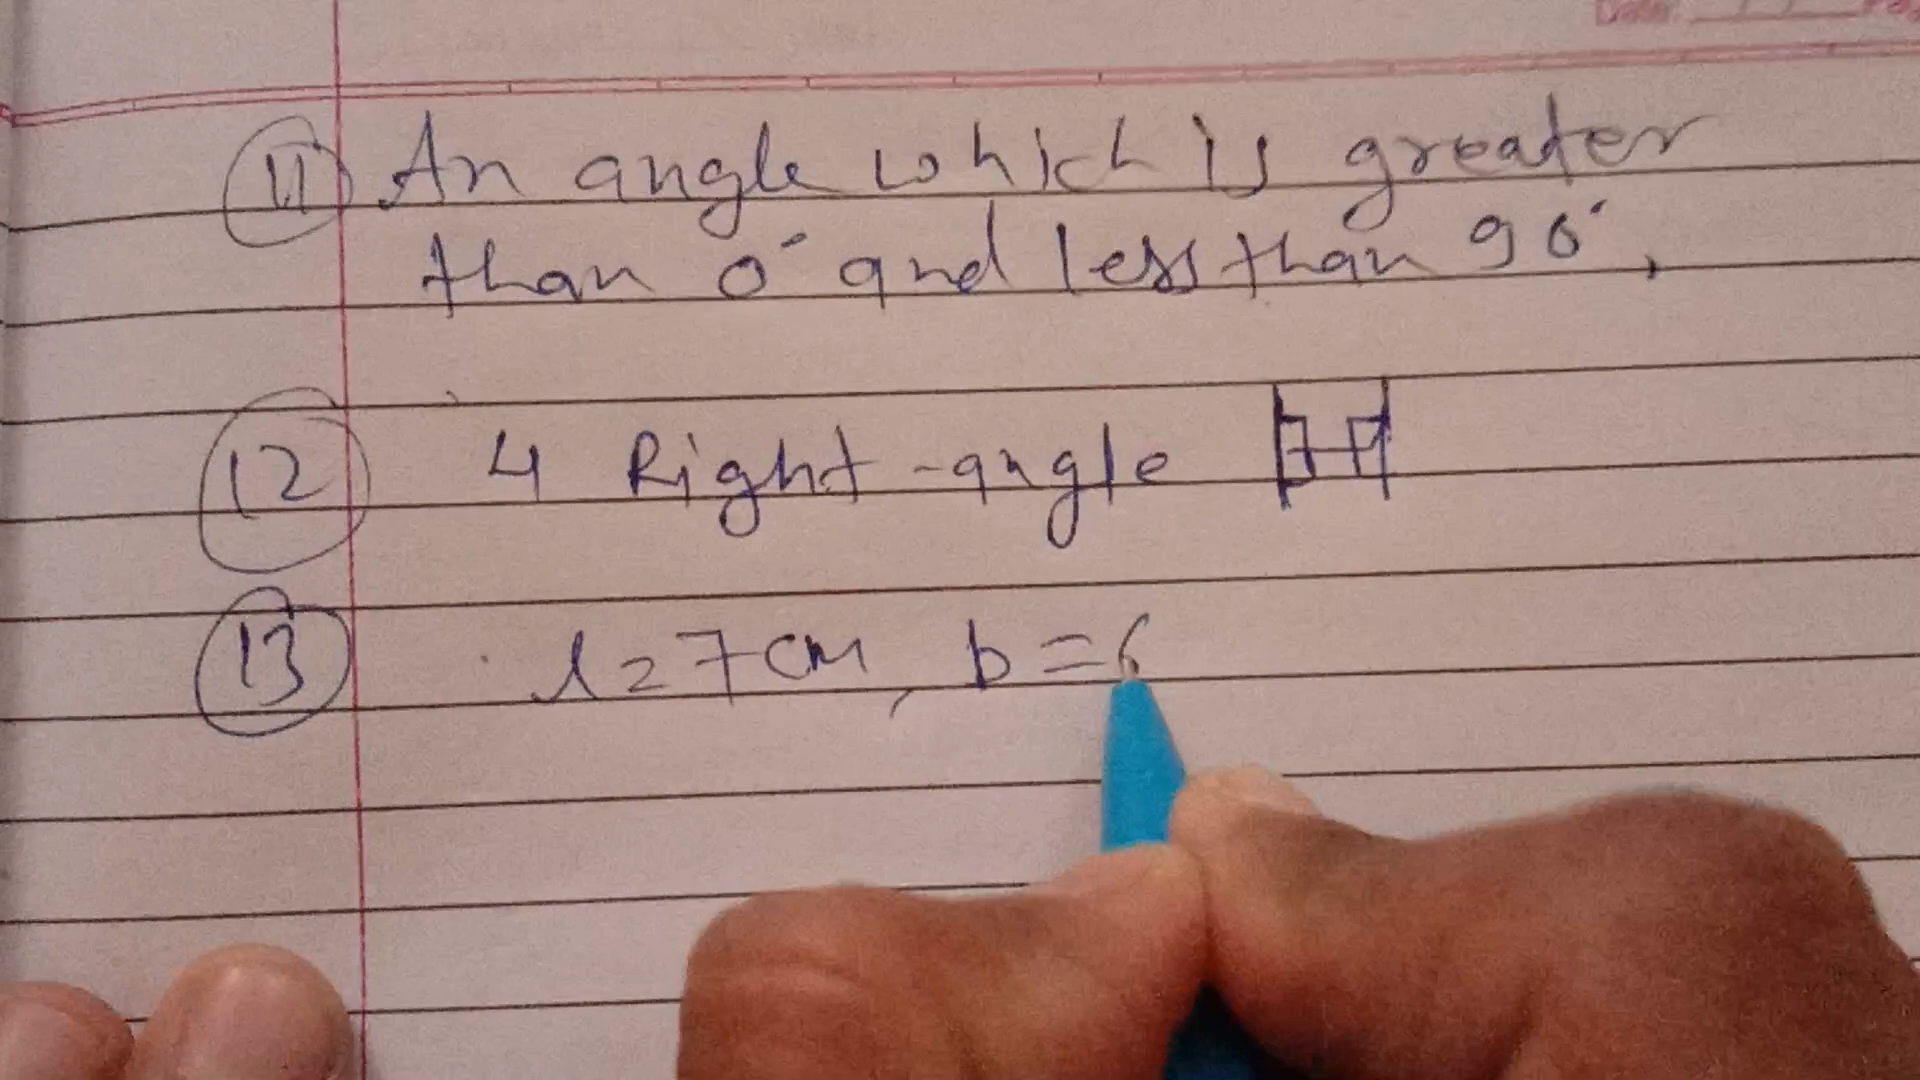 Date
11 An angle which is greater
than 0° and less than 90°,
12 4 Right-angle H
13 l = 7 cm, b = 6